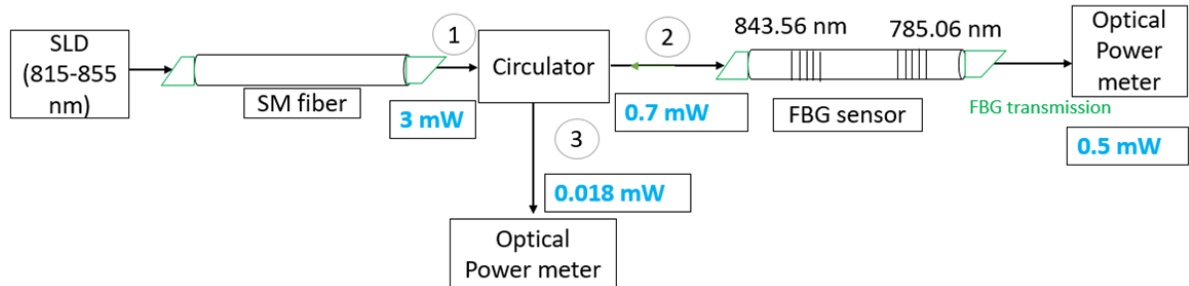 SLD
(815-855
nm)
SM fiber
1
3 mW
Circulator
2
0.7 mW
3
0.018 mW
Optical
Power meter
843.56 nm
785.06 nm
FBG sensor
FBG transmission
Optical
Power
meter
0.5 mW